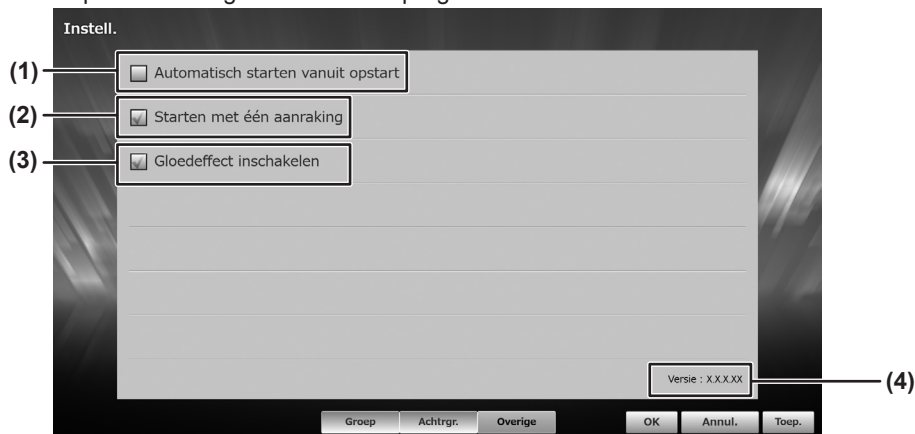 Instell.
(1) Automatisch starten vanuit opstart
(2) Starten met één aanraking
(3) Gloedeffect inschakelen
Versie : X.X.X.XX (4)
Groep Achtrgr. Overige OK Annul. Toep.